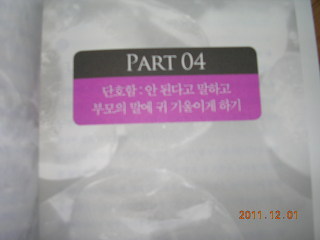 PART 04
단호함 : 안 된다고 말하고
부모의 말에 귀 기울이게 하기
2011.12.01